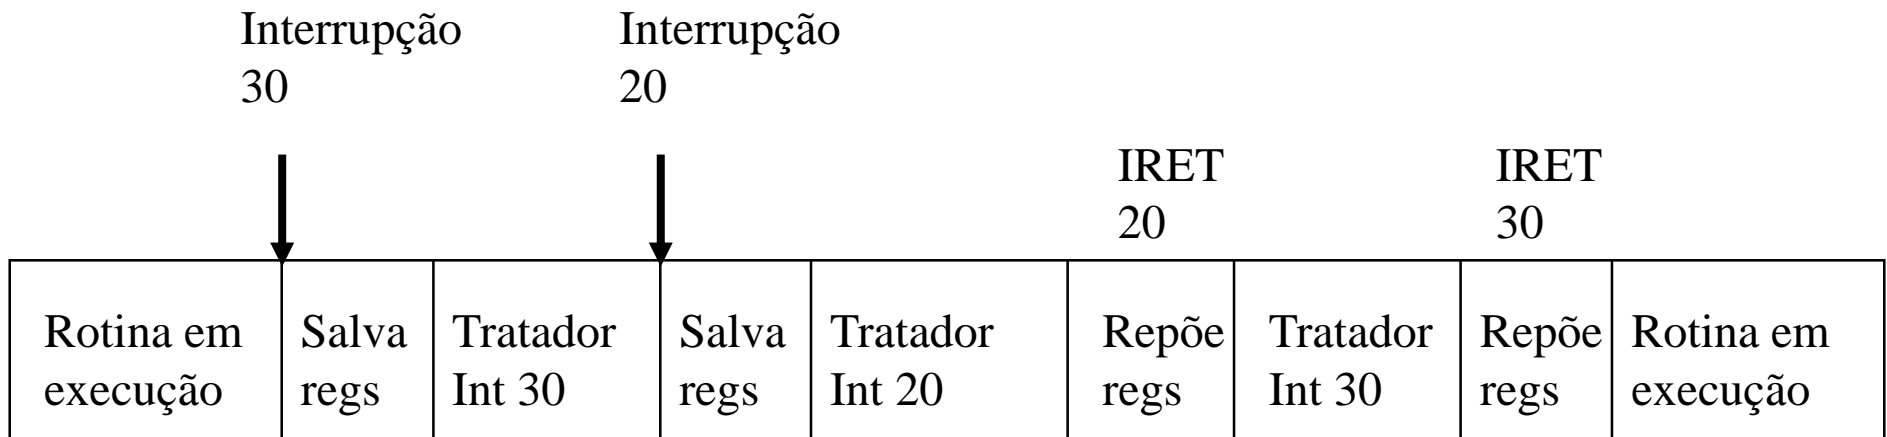 Interrupção
30
Interrupção
20
IRET
20
IRET
30
Rotina em
execução
Salva
regs
Tratador
Int 30
Salva
regs
Tratador
Int 20
Repõe
regs
Tratador
Int 30
Repõe
regs
Rotina em
execução